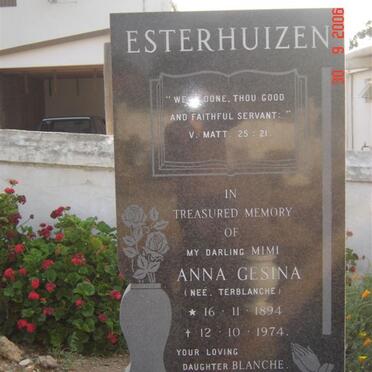 ESTERHUIZEN
"WELL DONE, THOU GOOD
AND FAITHFUL SERVANT:"
V. MATT. 25:21.
IN
TREASURED MEMORY
OF
MY DARLING MIMI
ANNA GESINA
(NEÉ. TERBLANCHE)
★ 16·11·1894
† 12·10·1974.
YOUR LOVING
DAUGHTER BLANCHE.
30 9 2006